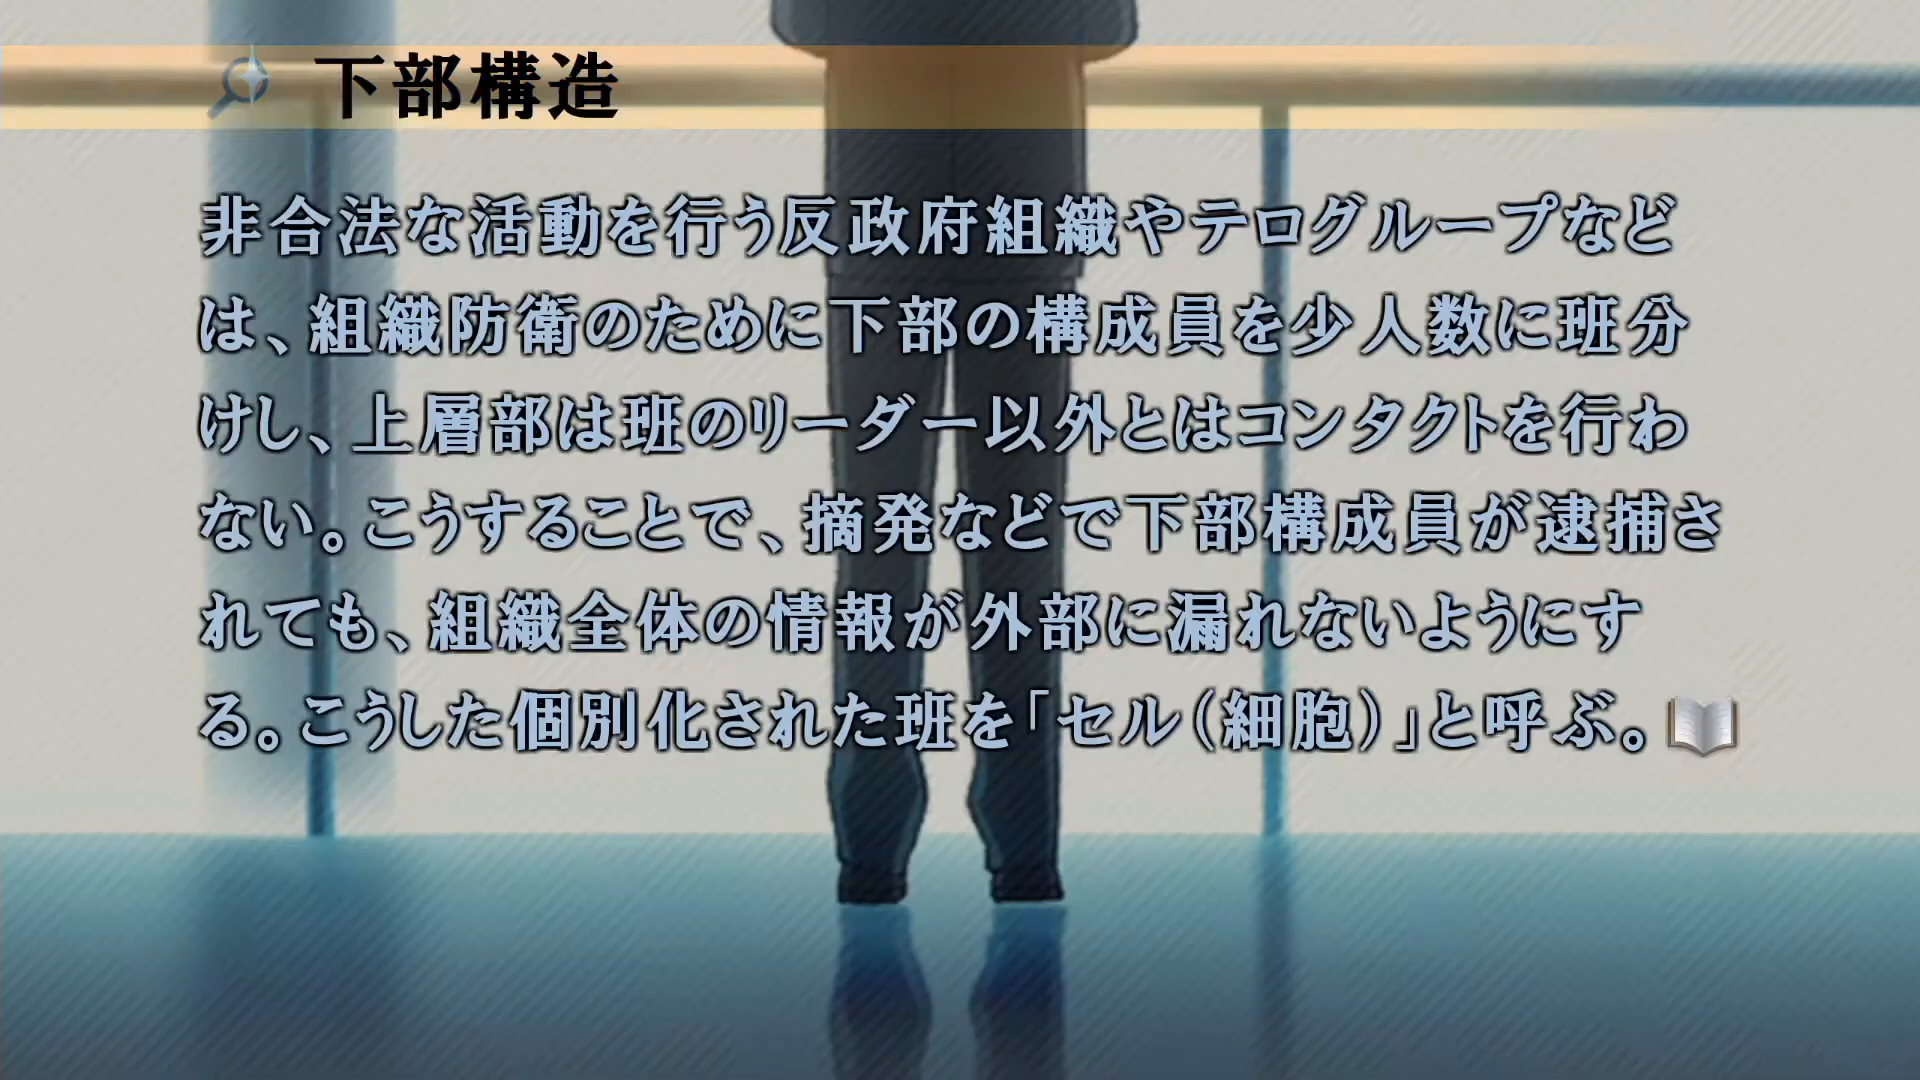 下部構造
非合法な活動を行う反政府組織やテログループなど
は、組織防衛のために下部の構成員を少人数に班分
けし、上層部は班のリーダー以外とはコンタクトを行わ
ない。こうすることで、摘発などで下部構成員が逮捕さ
れても、組織全体の情報が外部に漏れないようにす
る。こうした個別化された班を「セル（細胞）」と呼ぶ。